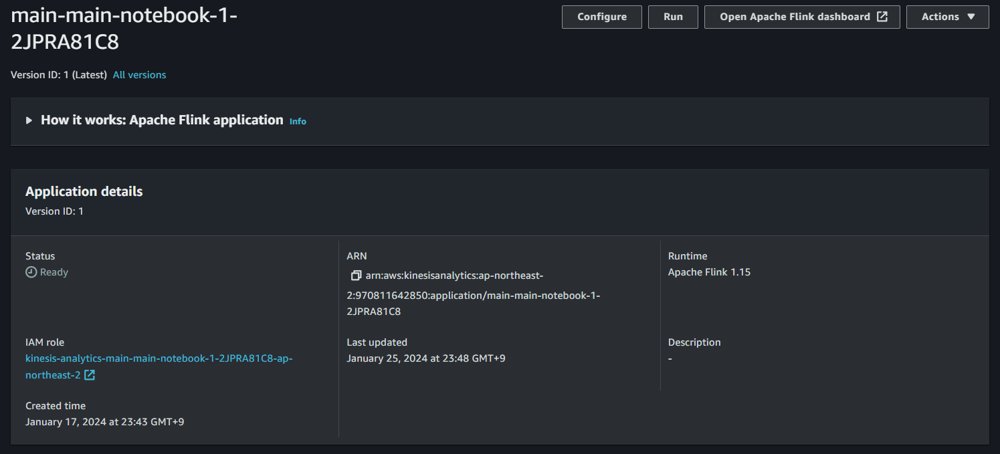 main-main-notebook-1-
2JPRA81C8
Configure
Run
Open Apache Flink dashboard
Actions
Version ID: 1 (Latest) All versions
How it works: Apache Flink application Info
Application details
Version ID: 1
Status
Ready
ARN
arn:aws:kinesisanalytics:ap-northeast-
2:970811642850:application/main-main-notebook-1-
2JPRA81C8
Runtime
Apache Flink 1.15
IAM role
kinesis-analytics-main-main-notebook-1-2JPRA81C8-ap-
northeast-2
Last updated
January 25, 2024 at 23:48 GMT+9
Description
-
Created time
January 17, 2024 at 23:43 GMT+9